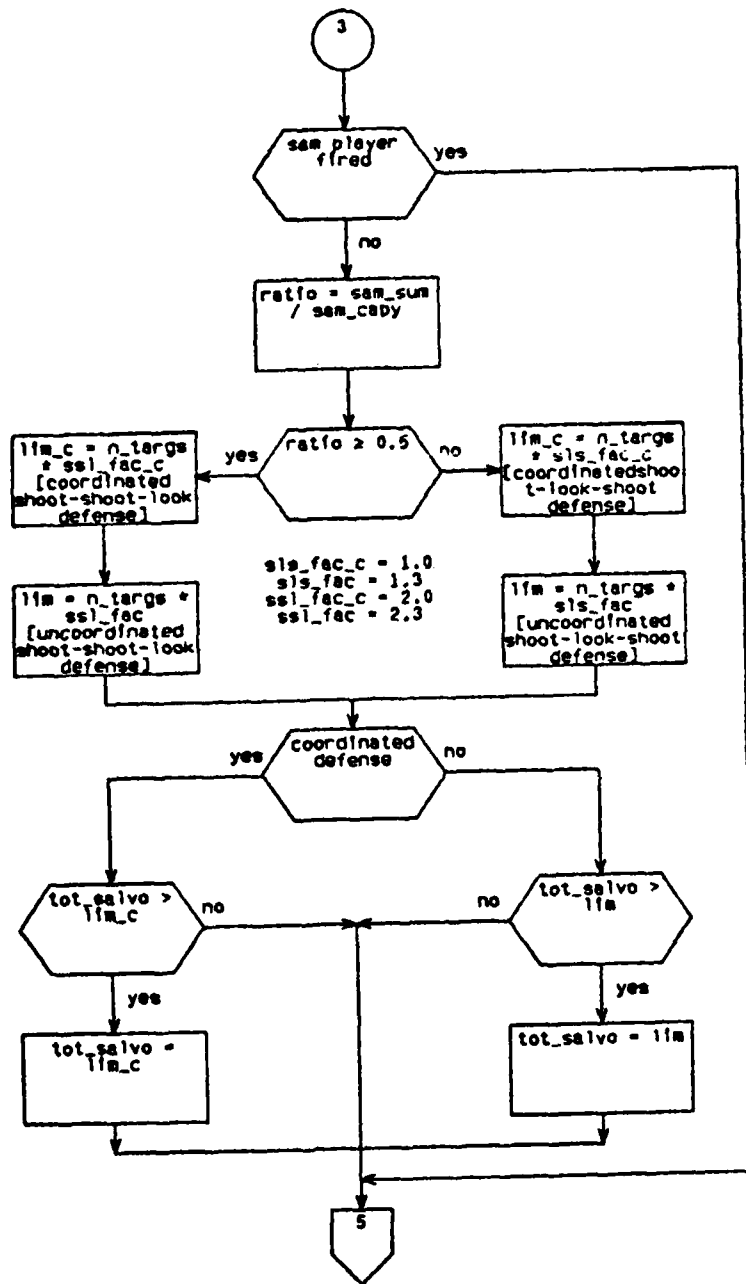 3
sam player
fired
yes
no
ratio = sam_sum
/ sam_capy
ratio ≥ 0.5
yes
no
lim_c = n_targs
* ssl_fac_c
[coordinated
shoot-shoot-look
defense]
lim_c = n_targs
* sls_fac_c
[coordinatedshoo
t-look-shoot
defense]
sls_fac_c = 1.0
sls_fac = 1.3
ssl_fac_c = 2.0
ssl_fac = 2.3
lim = n_targs *
ssl_fac
[uncoordinated
shoot-shoot-look
defense]
lim = n_targs *
sls_fac
[uncoordinated
shoot-look-shoot
defense]
yes
coordinated
defense
no
tot_salvo >
lim_c
no
no
tot_salvo >
lim
yes
yes
tot_salvo =
lim_c
tot_salvo = lim
5